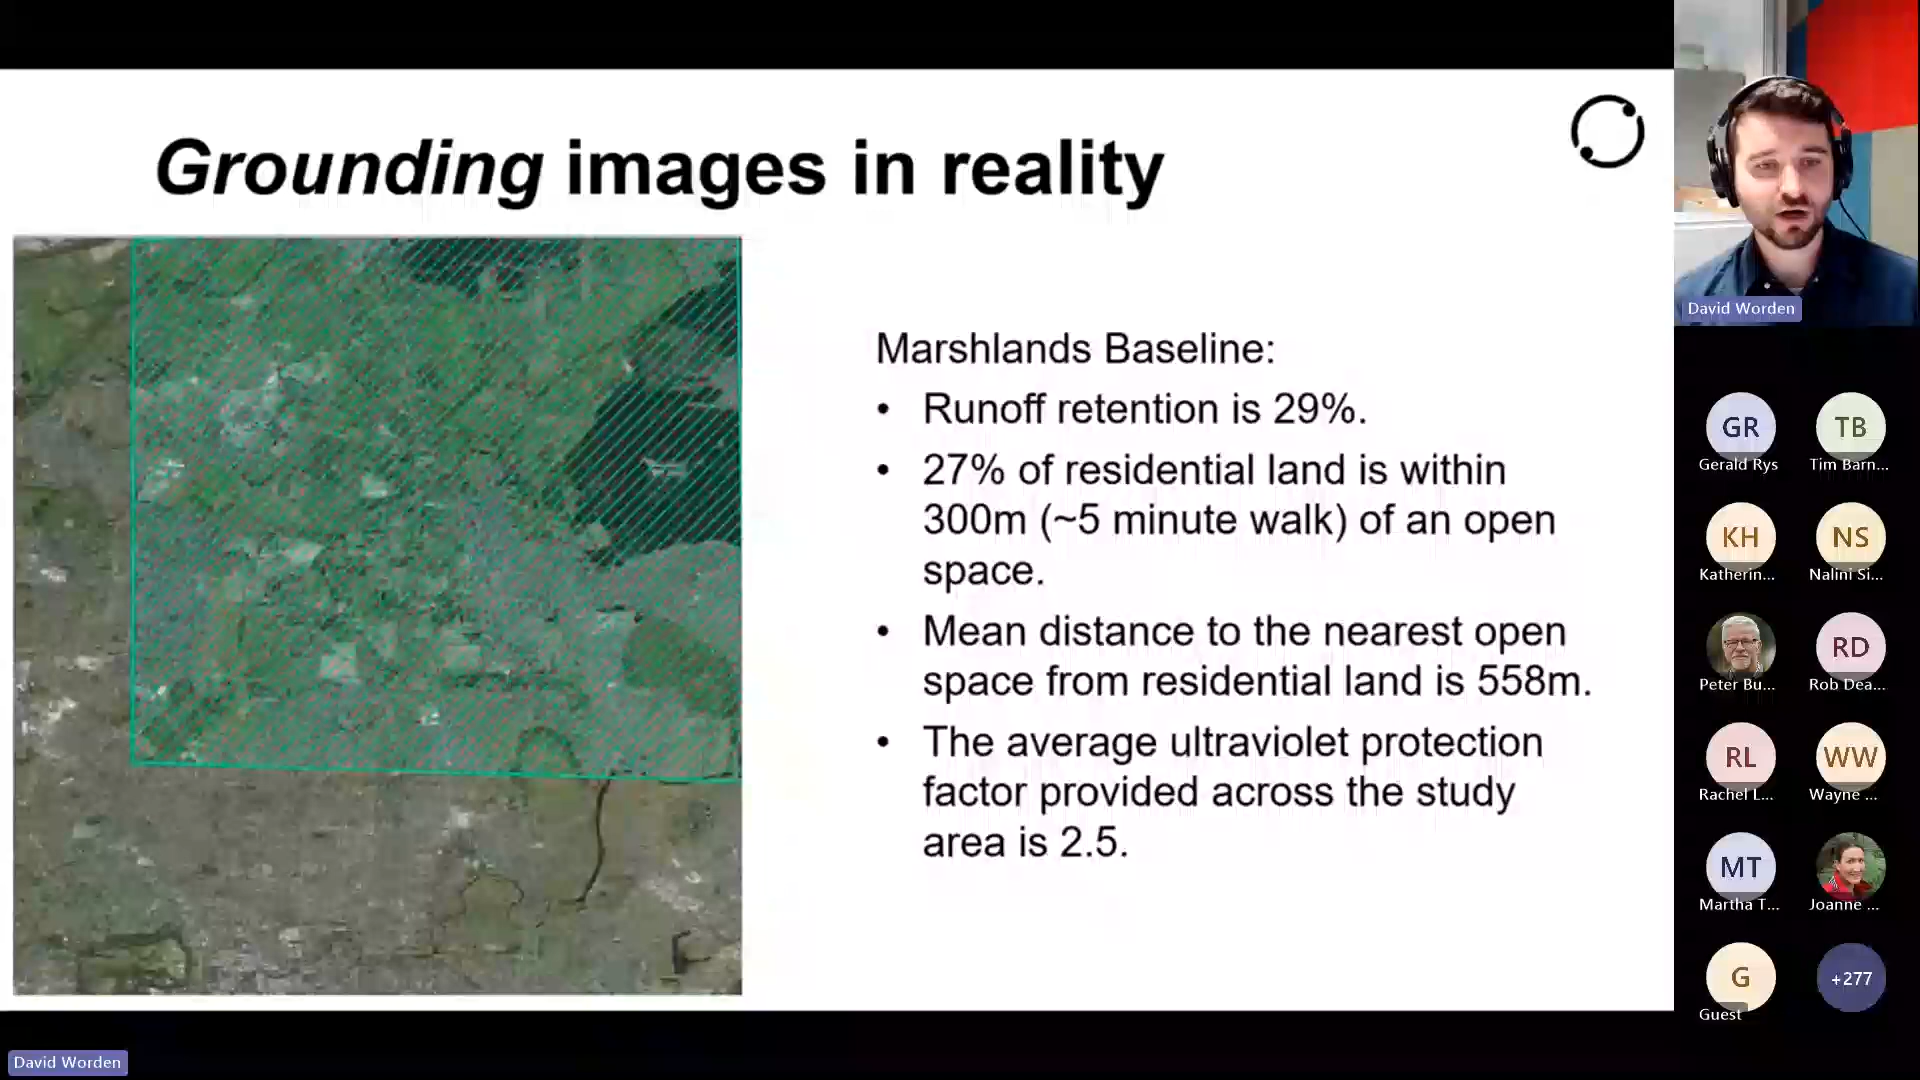 Grounding images in reality
Marshlands Baseline:
• Runoff retention is 29%.
• 27% of residential land is within
300m (~5 minute walk) of an open
space.
• Mean distance to the nearest open
space from residential land is 558m.
• The average ultraviolet protection
factor provided across the study
area is 2.5.
David Worden
GR
TB
Gerald Rys
Tim Barn...
KH
NS
Katherin...
Nalini Si...
RD
Peter Bu...
Rob Dea...
RL
WW
Rachel L...
Wayne ...
MT
Martha T...
Joanne ...
G
+277
Guest
David Worden